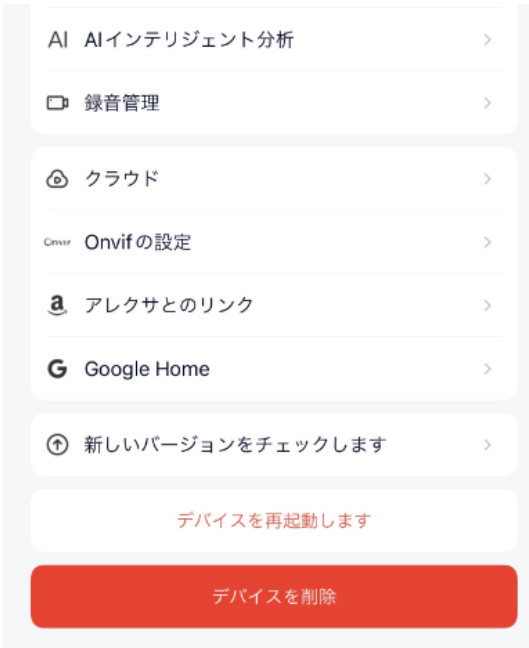 AI AIインテリジェント分析
録音管理
クラウド
Onvif Onvifの設定
アレクサとのリンク
Google Home
新しいバージョンをチェックします
デバイスを再起動します
デバイスを削除